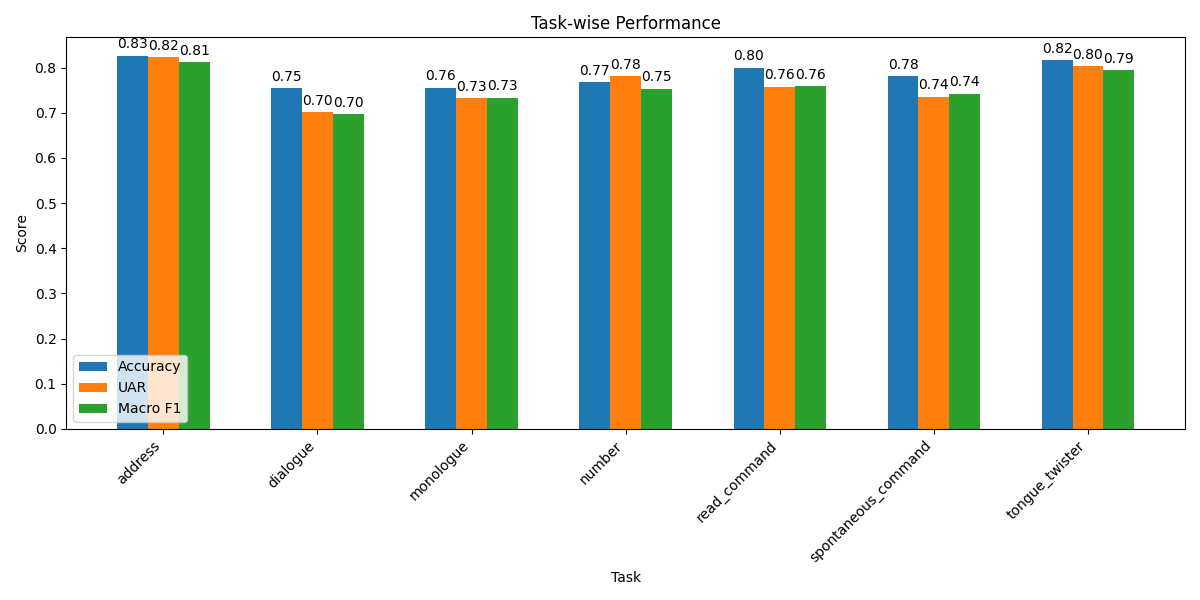 Task-wise Performance
0.83 0.82 0.81
0.75 0.70 0.70
0.76 0.73 0.73
0.77 0.78 0.75
0.80 0.76 0.76
0.78 0.74 0.74
0.82 0.80 0.79
Score
0.8
0.7
0.6
0.5
0.4
0.3
0.2
0.1
0.0
Accuracy
UAR
Macro F1
address
dialogue
monologue
number
read_command
spontaneous_command
tongue_twister
Task